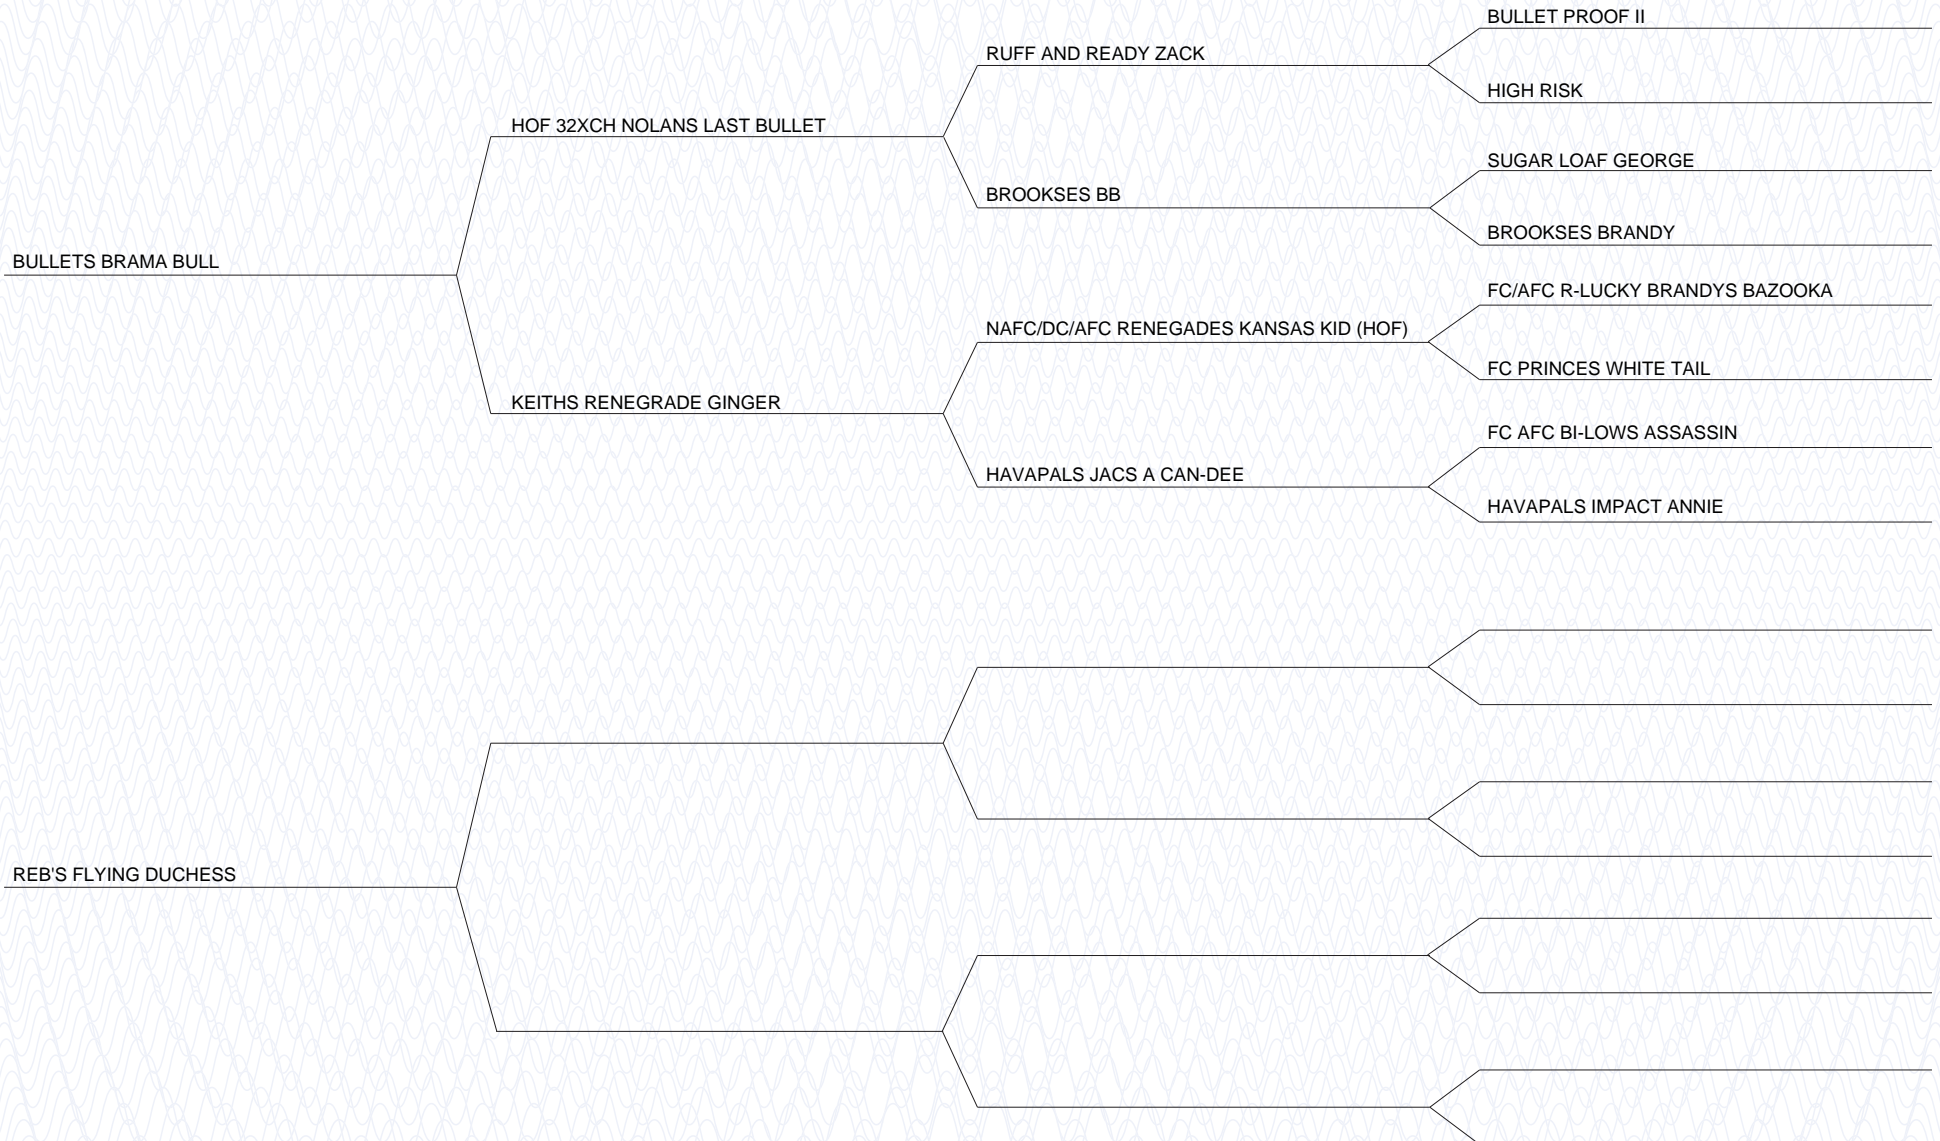 BULLET PROOF II
RUFF AND READY ZACK
HIGH RISK
HOF 32XCH NOLANS LAST BULLET
SUGAR LOAF GEORGE
BROOKSES BB
BROOKSES BRANDY
BULLETS BRAMA BULL
FC/AFC R-LUCKY BRANDYS BAZOOKA
NAFC/DC/AFC RENEGADES KANSAS KID (HOF)
FC PRINCES WHITE TAIL
KEITHS RENEGRADE GINGER
FC AFC BI-LOWS ASSASSIN
HAVAPALS JACS A CAN-DEE
HAVAPALS IMPACT ANNIE
REB'S FLYING DUCHESS